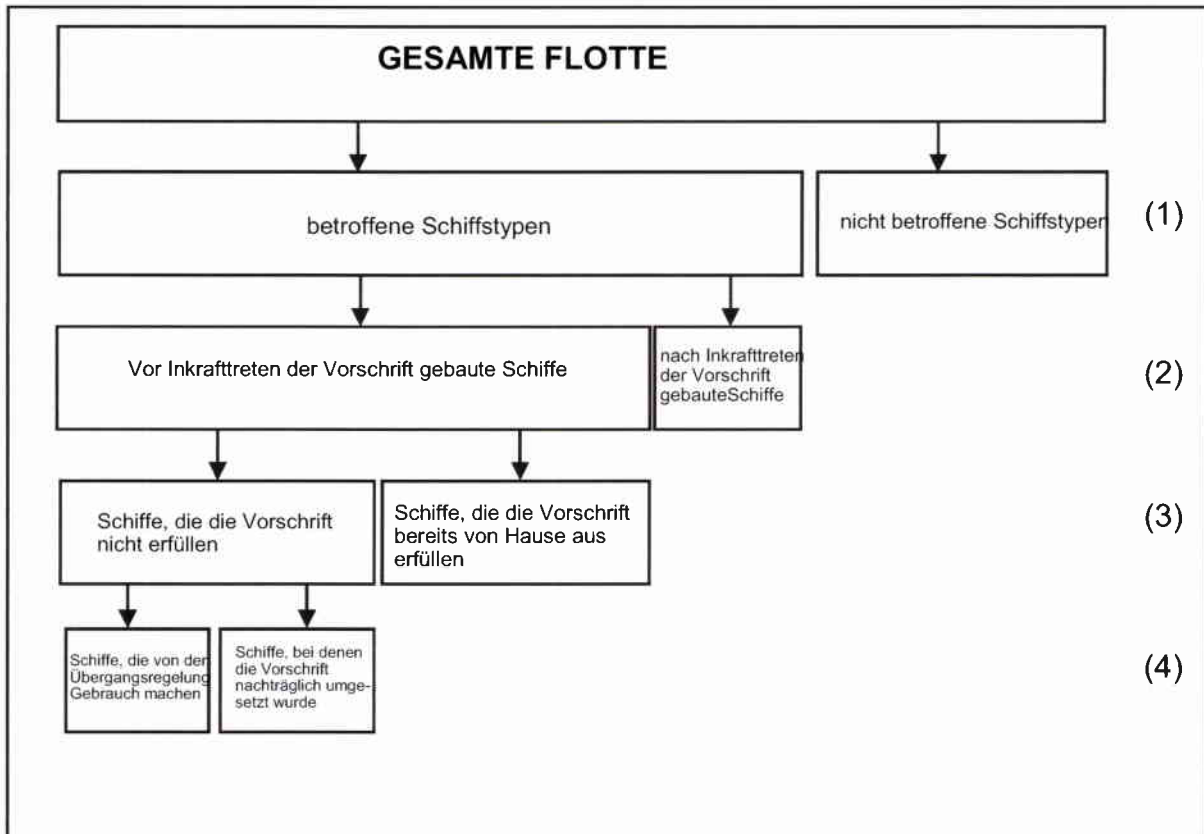 GESAMTE FLOTTE
betroffene Schiffstypen
nicht betroffene Schiffstypen
(1)
Vor Inkrafttreten der Vorschrift gebaute Schiffe
nach Inkrafttreten
der Vorschrift
gebauteSchiffe
(2)
Schiffe, die die Vorschrift
nicht erfüllen
Schiffe, die die Vorschrift
bereits von Hause aus
erfüllen
(3)
Schiffe, die von der
Übergangsregelung
Gebrauch machen
Schiffe, bei denen
die Vorschrift
nachträglich umge-
setzt wurde
(4)